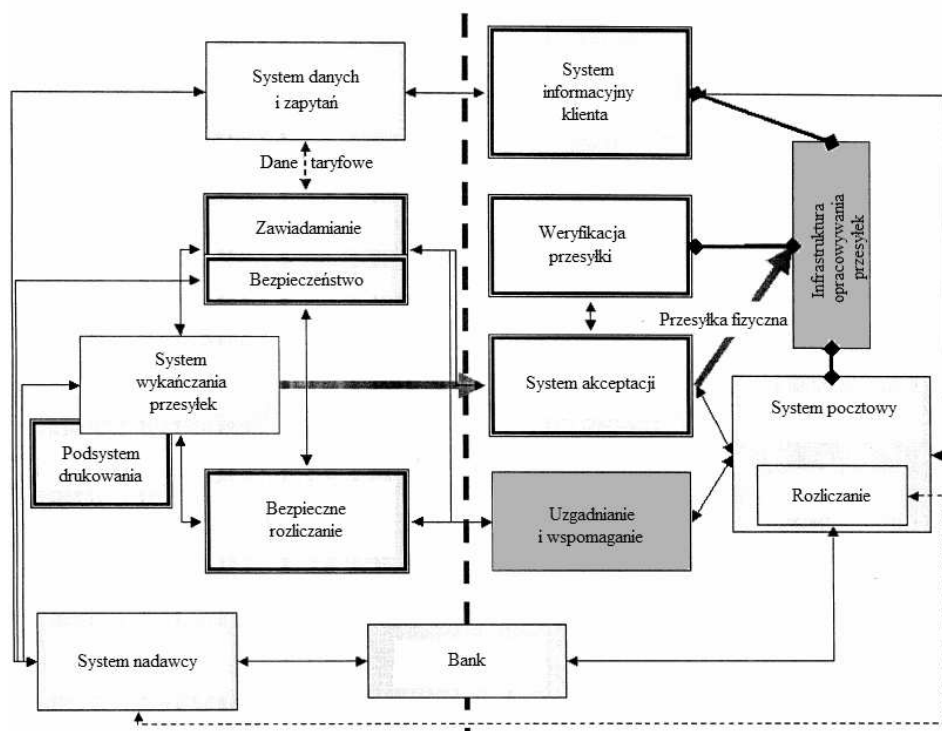 System danych
i zapytań
System
informacyjny
klienta
Dane taryfowe
Zawiadamianie
Bezpieczeństwo
Weryfikacja
przesyłki
Infrastruktura
opracowywania
przesyłek
Przesyłka fizyczna
System
wykańczania
przesyłek
System akceptacji
System pocztowy
Podsystem
drukowania
Bezpieczne
rozliczanie
Uzgadnianie
i wspomaganie
Rozliczanie
System nadawcy
Bank